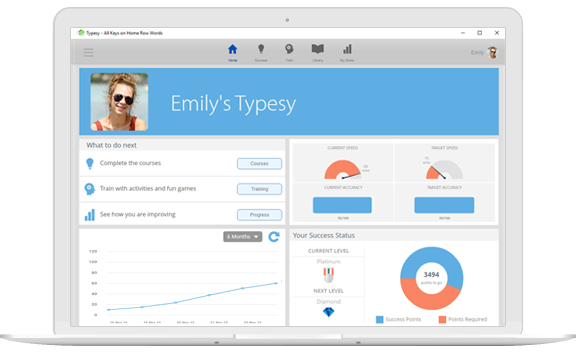 Typesy - All Keys on Home Row Words
Home
Courses
Train
Library
My Stats
Emily
Emily's Typesy
What to do next
Complete the courses
Courses
Train with activities and fun games
Training
See how you are improving
Progress
CURRENT SPEED
TARGET SPEED
CURRENT ACCURACY
TARGET ACCURACY
6 Months
120
100
80
60
40
20
0
Your Success Status
CURRENT LEVEL
Platinum
NEXT LEVEL
Diamond
3494
points to go
Success Points
Points Required